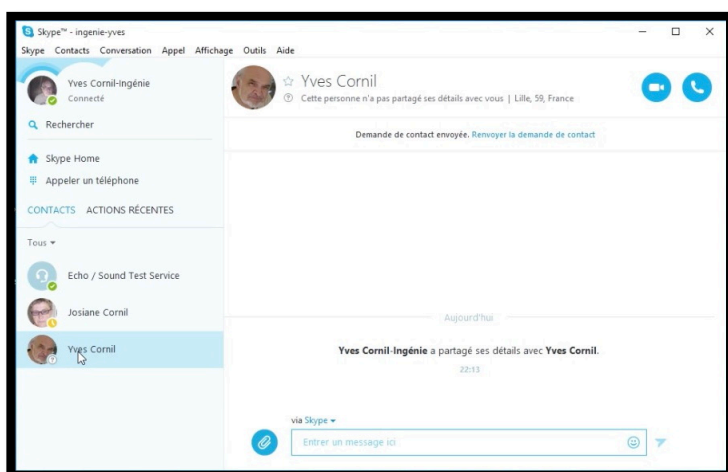 Skype™ - ingenie-yves
Skype Contacts Conversation Appel Affichage Outils Aide
Yves Cornil-Ingénie
Connecté
Rechercher
Skype Home
Appeler un téléphone
CONTACTS ACTIONS RÉCENTES
Tous
Echo / Sound Test Service
Josiane Cornil
Yves Cornil
Yves Cornil
Cette personne n'a pas partagé ses détails avec vous | Lille, 59, France
Demande de contact envoyée. Renvoyer la demande de contact
Aujourd'hui
Yves Cornil-Ingénie a partagé ses détails avec Yves Cornil.
22:13
via Skype
Entrer un message ici